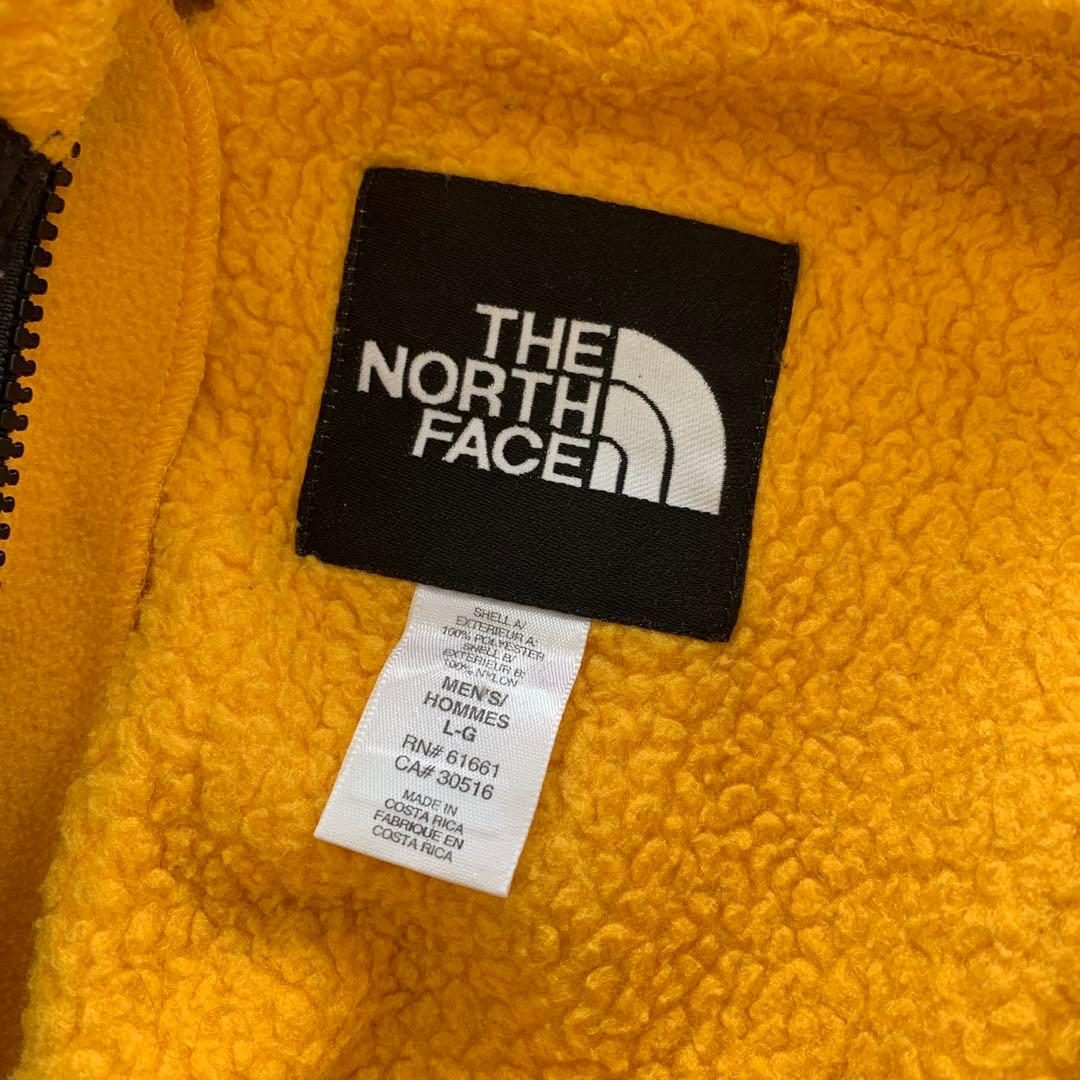 THE
NORTH
FACE
SHELL A/
EXTERIEUR A:
100% POLYESTER
SHELL B/
EXTERIEUR B:
100% NYLON
MEN'S/
HOMMES
L-G
RN# 61661
CA# 30516
MADE IN
COSTA RICA
FABRIQUE EN
COSTA RICA